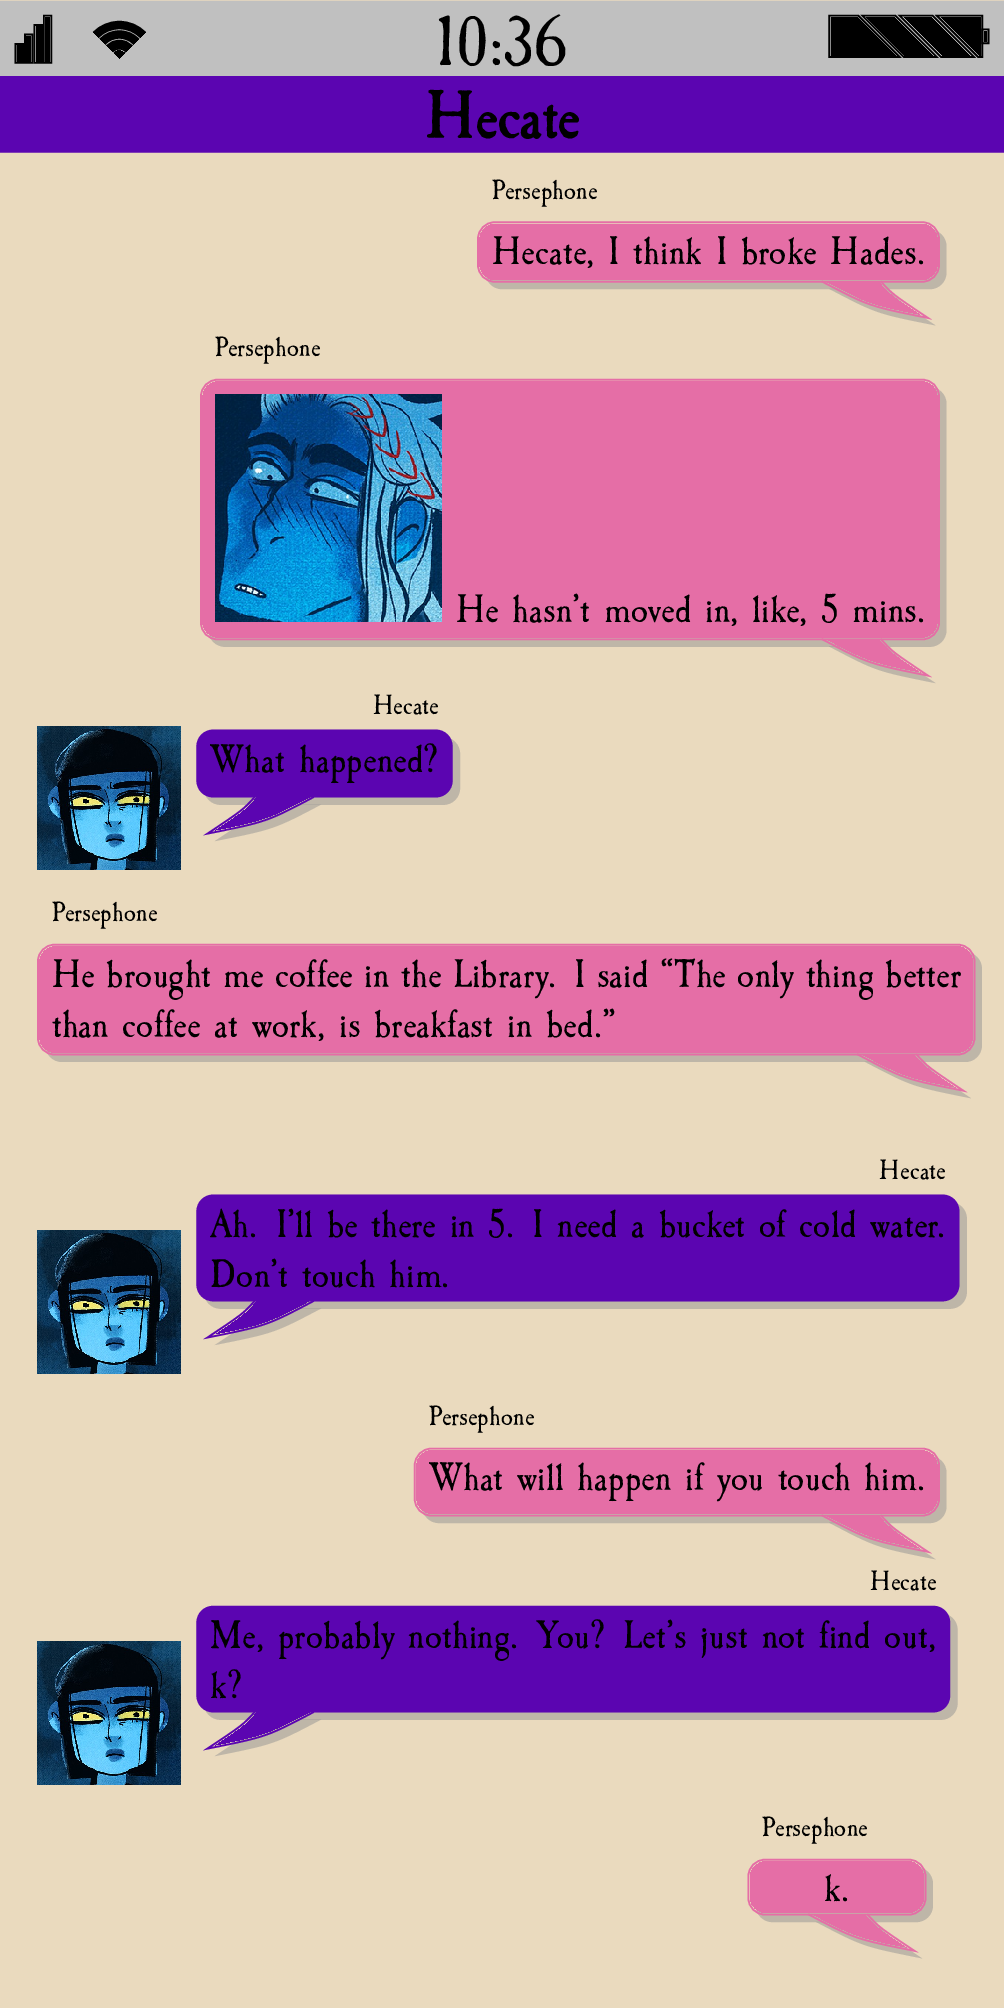 10:36
Hecate
Persephone
Hecate, I think I broke Hades.
Persephone
He hasn't moved in, like, 5 mins.
Hecate
What happened?
Persephone
He brought me coffee in the Library. I said “The only thing better
than coffee at work, is breakfast in bed.”
Hecate
Ah. I'll be there in 5. I need a bucket of cold water.
Don't touch him.
Persephone
What will happen if you touch him.
Hecate
Me, probably nothing. You? Let's just not find out,
k?
Persephone
k.